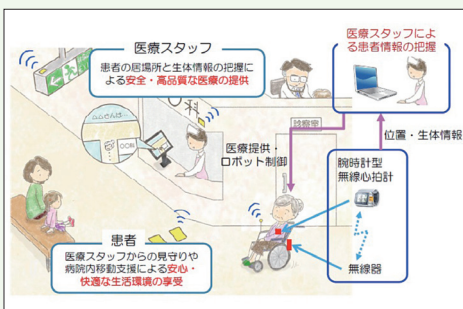 医療スタッフ
患者の居場所と生体情報の把握に
よる安全・高品質な医療の提供
医療スタッフによ
る患者情報の把握
診察室
医療提供・
ロボット制御
位置・生体情報
腕時計型
無線心拍計
無線器
患者
医療スタッフからの見守りや
病院内移動支援による安心・
快適な生活環境の享受